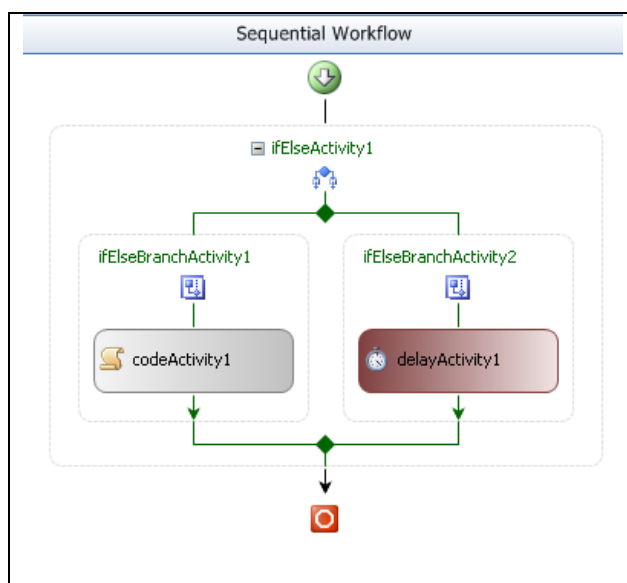 Sequential Workflow
ifElseActivity1
ifElseBranchActivity1
ifElseBranchActivity2
codeActivity1
delayActivity1